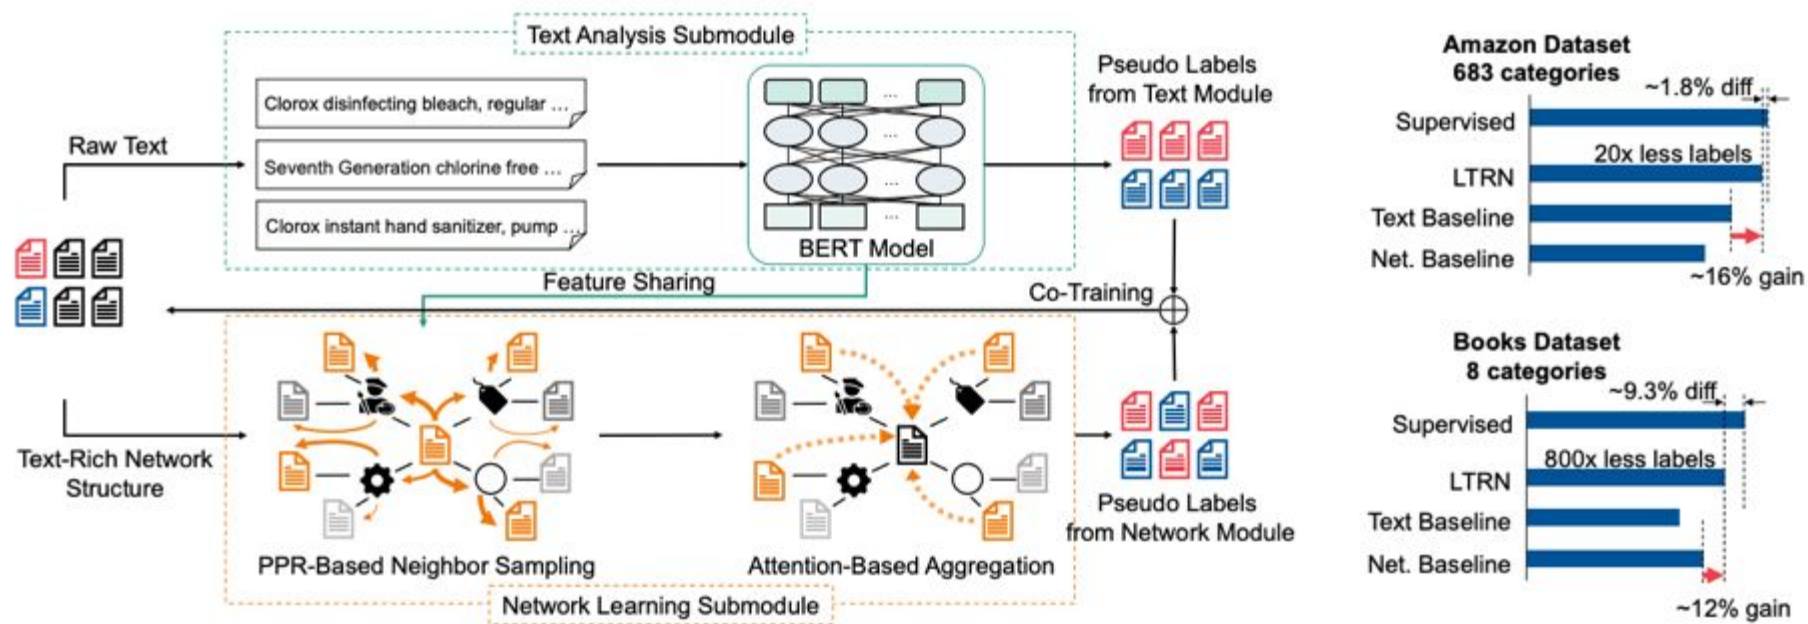 Text Analysis Submodule
Raw Text
Clorox disinfecting bleach, regular ...
Seventh Generation chlorine free ...
Clorox instant hand sanitizer, pump ...
...
...
...
...
BERT Model
Pseudo Labels
from Text Module
Feature Sharing
Co-Training
Text-Rich Network
Structure
PPR-Based Neighbor Sampling
Attention-Based Aggregation
Pseudo Labels
from Network Module
Network Learning Submodule
Amazon Dataset
683 categories
~1.8% diff
Supervised
20x less labels
LTRN
Text Baseline
Net. Baseline
~16% gain
Books Dataset
8 categories
~9.3% diff
Supervised
800x less labels
LTRN
Text Baseline
Net. Baseline
~12% gain